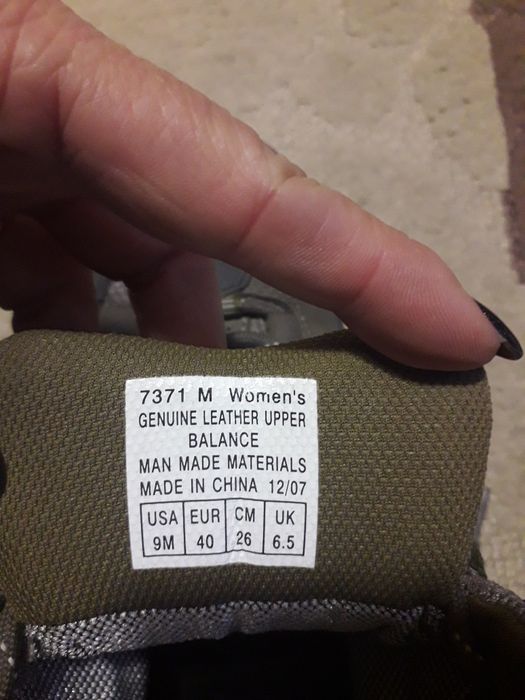 7371 M Women's
GENUINE LEATHER UPPER
BALANCE
MAN MADE MATERIALS
MADE IN CHINA 12/07
USA EUR CM UK
9M 40 26 6.5